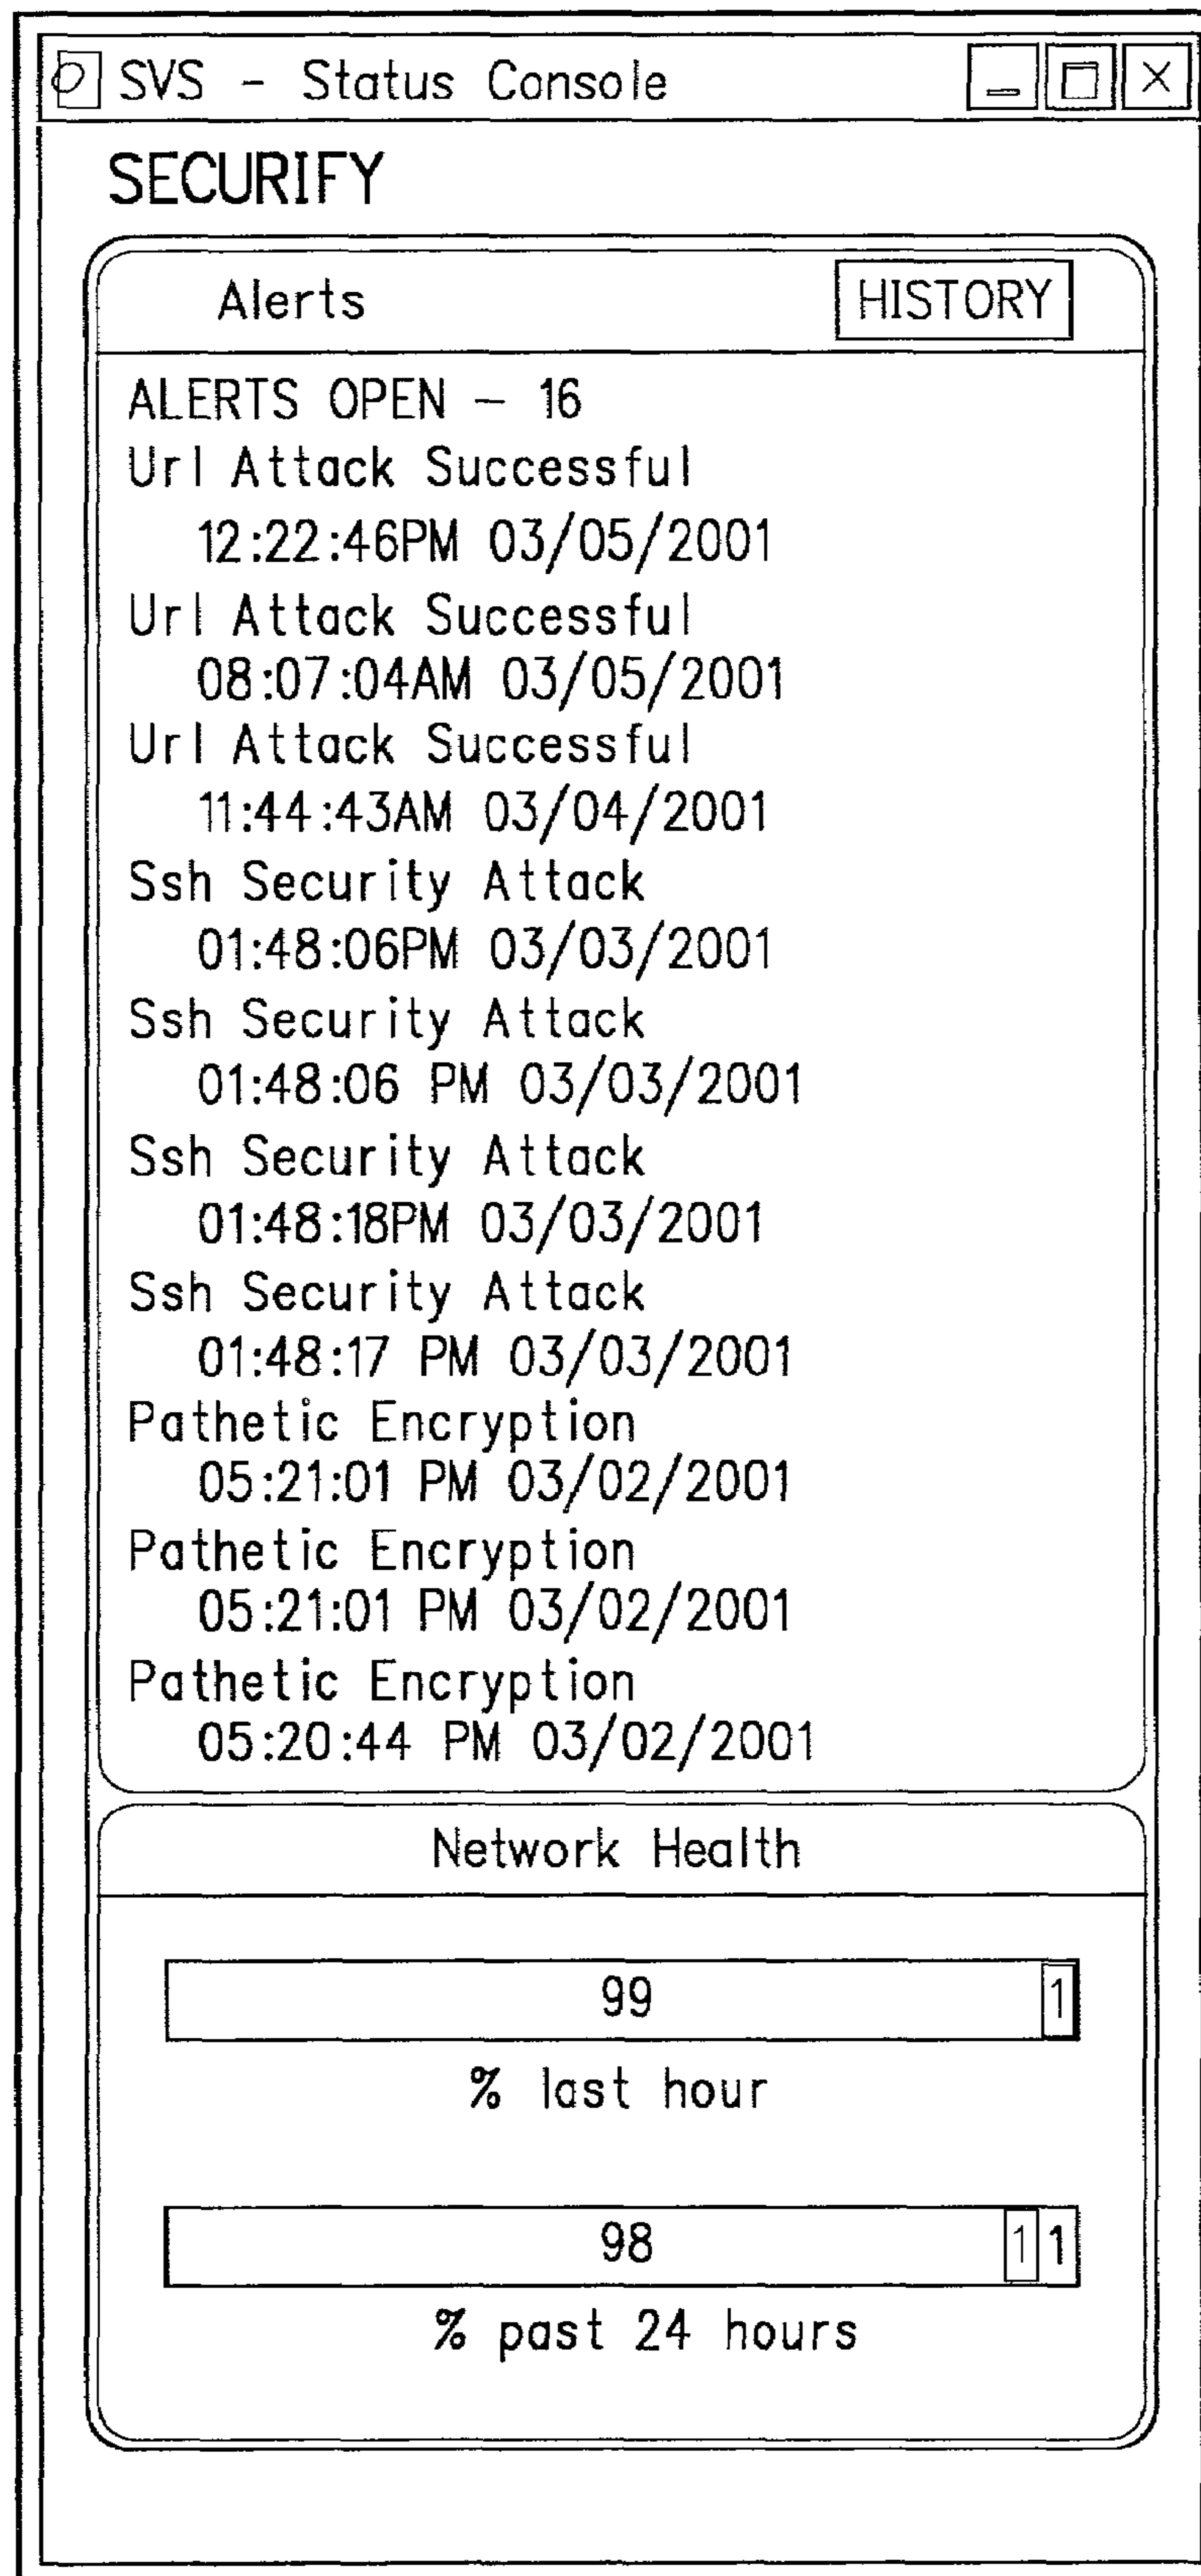 SVS - Status Console
SECURIFY
Alerts HISTORY
ALERTS OPEN - 16
Url Attack Successful
12:22:46PM 03/05/2001
Url Attack Successful
08:07:04AM 03/05/2001
Url Attack Successful
11:44:43AM 03/04/2001
Ssh Security Attack
01:48:06PM 03/03/2001
Ssh Security Attack
01:48:06 PM 03/03/2001
Ssh Security Attack
01:48:18PM 03/03/2001
Ssh Security Attack
01:48:17 PM 03/03/2001
Pathetic Encryption
05:21:01 PM 03/02/2001
Pathetic Encryption
05:21:01 PM 03/02/2001
Pathetic Encryption
05:20:44 PM 03/02/2001
Network Health
99 1
% last hour
98 1 1
% past 24 hours